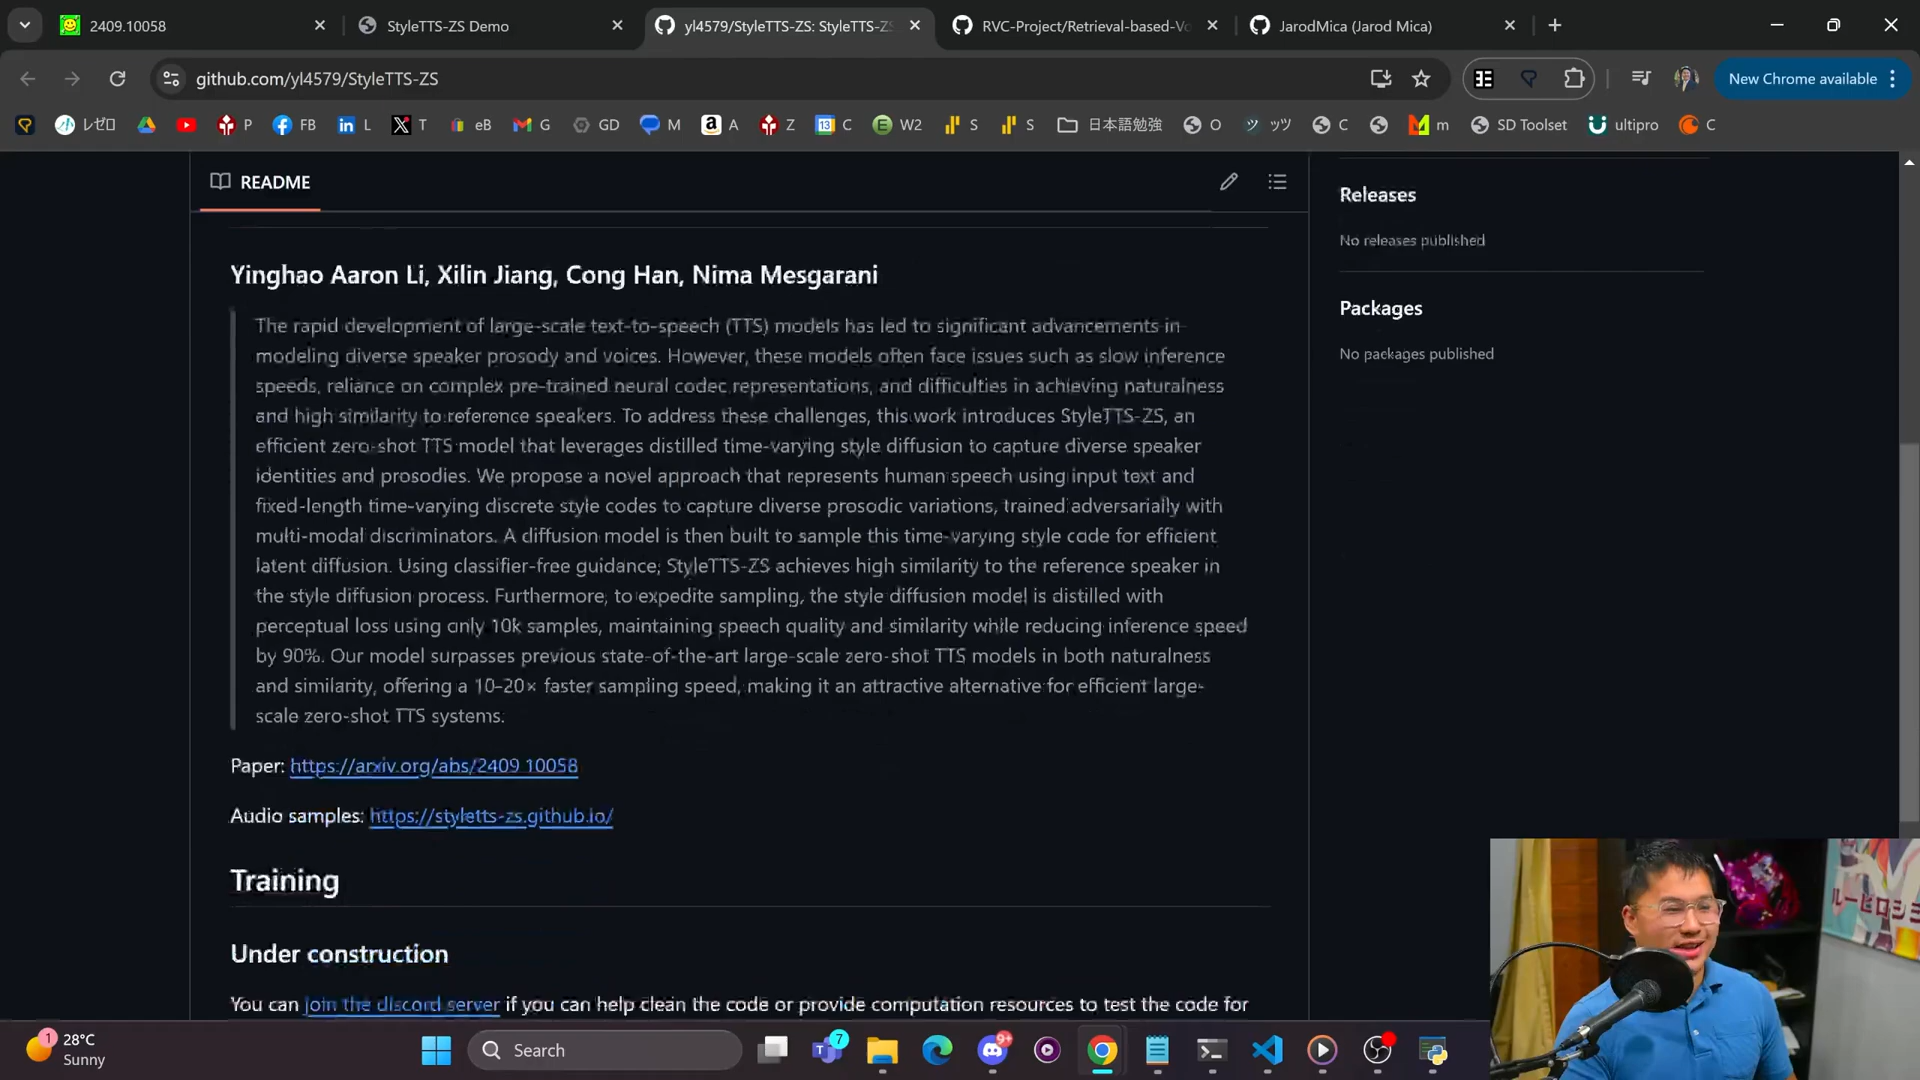 2409.10058
StyleTTS-ZS Demo
yl4579/StyleTTS-ZS: StyleTTS-ZS
RVC-Project/Retrieval-based-Vo
JarodMica (Jarod Mica)
github.com/yl4579/StyleTTS-ZS
New Chrome available
レゼロ
P
FB
L
T
eB
G
GD
M
A
Z
C
W2
S
S
日本語勉強
O
ッツ
C
m
SD Toolset
ultipro
C
README
Yinghao Aaron Li, Xilin Jiang, Cong Han, Nima Mesgarani
The rapid development of large-scale text-to-speech (TTS) models has led to significant advancements in
modeling diverse speaker prosody and voices. However, these models often face issues such as slow inference
speeds, reliance on complex pre-trained neural codec representations, and difficulties in achieving naturalness
and high similarity to reference speakers. To address these challenges, this work introduces StyleTTS-ZS, an
efficient zero-shot TTS model that leverages distilled time-varying style diffusion to capture diverse speaker
identities and prosodies. We propose a novel approach that represents human speech using input text and
fixed-length time-varying discrete style codes to capture diverse prosodic variations, trained adversarially with
multi-modal discriminators. A diffusion model is then built to sample this time-varying style code for efficient
latent diffusion. Using classifier-free guidance, StyleTTS-ZS achieves high similarity to the reference speaker in
the style diffusion process. Furthermore, to expedite sampling, the style diffusion model is distilled with
perceptual loss using only 10k samples, maintaining speech quality and similarity while reducing inference speed
by 90%. Our model surpasses previous state-of-the-art large-scale zero-shot TTS models in both naturalness
and similarity, offering a 10-20× faster sampling speed, making it an attractive alternative for efficient large-
scale zero-shot TTS systems.
Paper: https://arxiv.org/abs/2409.10058
Audio samples: https://styletts-zs.github.io/
Training
Under construction
You can join the discord server if you can help clean the code or provide computation resources to test the code for
Releases
No releases published
Packages
No packages published
1
28°C
Sunny
Search
7
9+